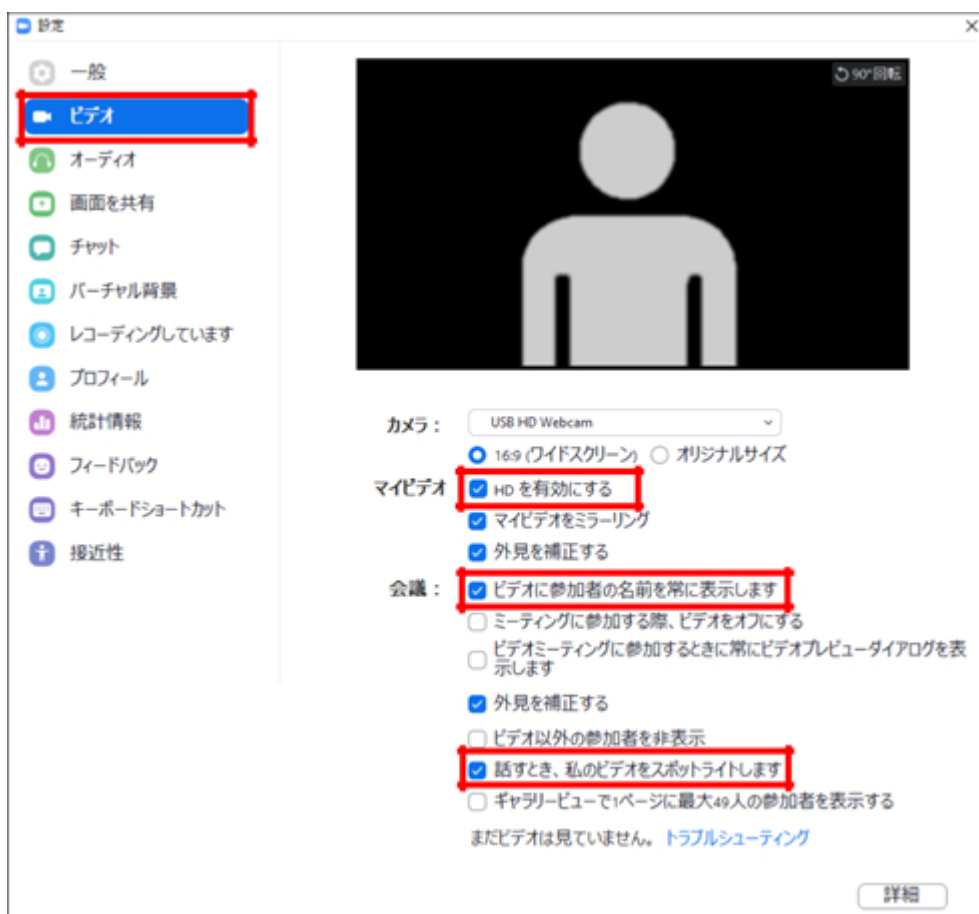 設定
一般
ビデオ
オーディオ
画面を共有
チャット
バーチャル背景
レコーディングしています
プロフィール
統計情報
フィードバック
キーボードショートカット
接近性
90°回転
カメラ：
USB HD Webcam
16:9 (ワイドスクリーン)
オリジナルサイズ
マイビデオ
HD を有効にする
マイビデオをミラーリング
外見を補正する
会議：
ビデオに参加者の名前を常に表示します
ミーティングに参加する際、ビデオをオフにする
ビデオミーティングに参加するときに常にビデオプレビューダイアログを表
示します
外見を補正する
ビデオ以外の参加者を非表示
話すとき、私のビデオをスポットライトします
ギャラリービューで1ページに最大49人の参加者を表示する
まだビデオは見ていません。 トラブルシューティング
詳細